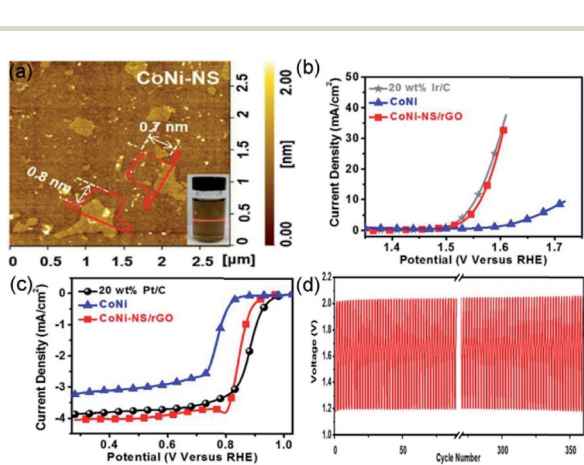 (a)
CoNi-NS
0.7 nm
0.8 nm
0 0.5 1 1.5 2 2.5 [µm]
0 0.5 1 1.5 2 2.5
2.00
[nm]
0.00
(b)
20 wt% Ir/C
CoNi
CoNi-NS/rGO
Current Density (mA/cm²)
50
40
30
20
10
0
1.4 1.5 1.6 1.7
Potential (V Versus RHE)
(c)
20 wt% Pt/C
CoNi
CoNi-NS/rGO
Current Density (mA/cm²)
0
-1
-2
-3
-4
0.4 0.6 0.8 1.0
Potential (V Versus RHE)
(d)
Voltage (V)
2.2
2.0
1.8
1.6
1.4
1.2
1.0
0 50 300 350
Cycle Number